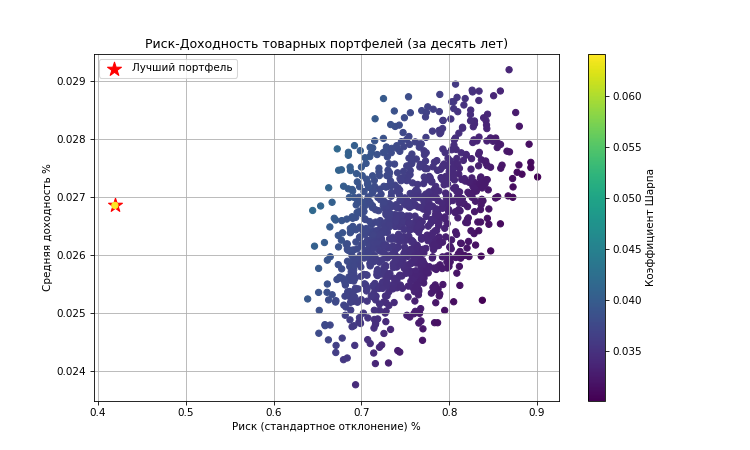 Риск-Доходность товарных портфелей (за десять лет)
Лучший портфель
0.029
0.028
0.027
0.026
0.025
0.024
Средняя доходность %
0.4 0.5 0.6 0.7 0.8 0.9
Риск (стандартное отклонение) %
0.060
0.055
0.050
0.045
0.040
0.035
Коэффициент Шарпа